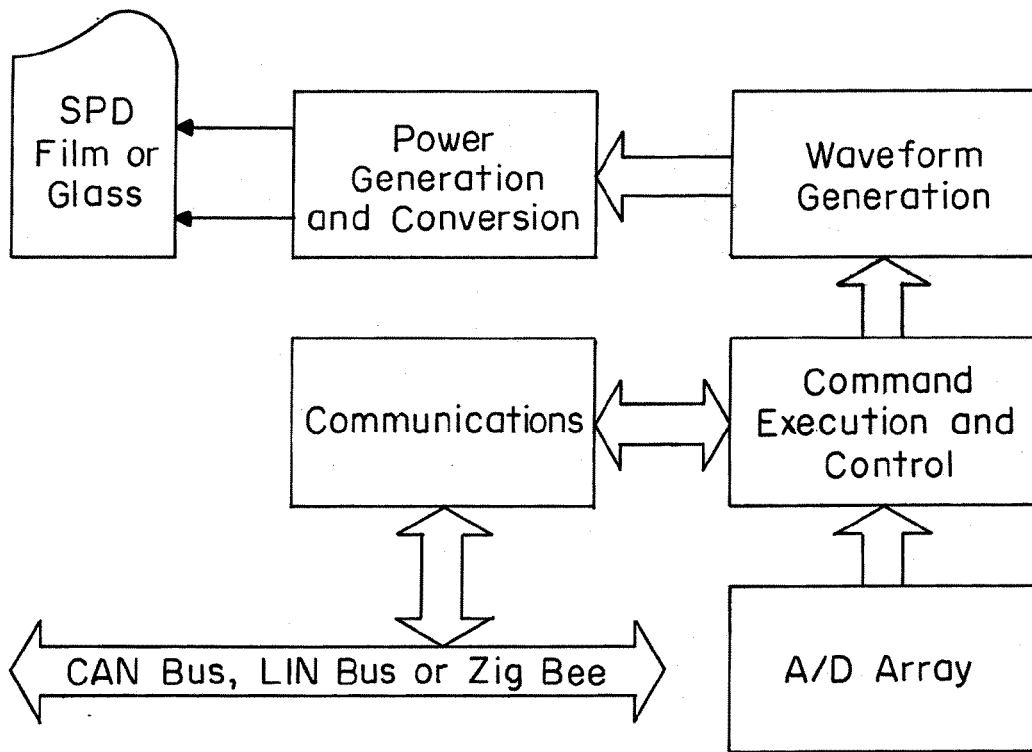 SPD
Film or
Glass
Power
Generation
and Conversion
Waveform
Generation
Communications
Command
Execution and
Control
CAN Bus, LIN Bus or Zig Bee
A/D Array